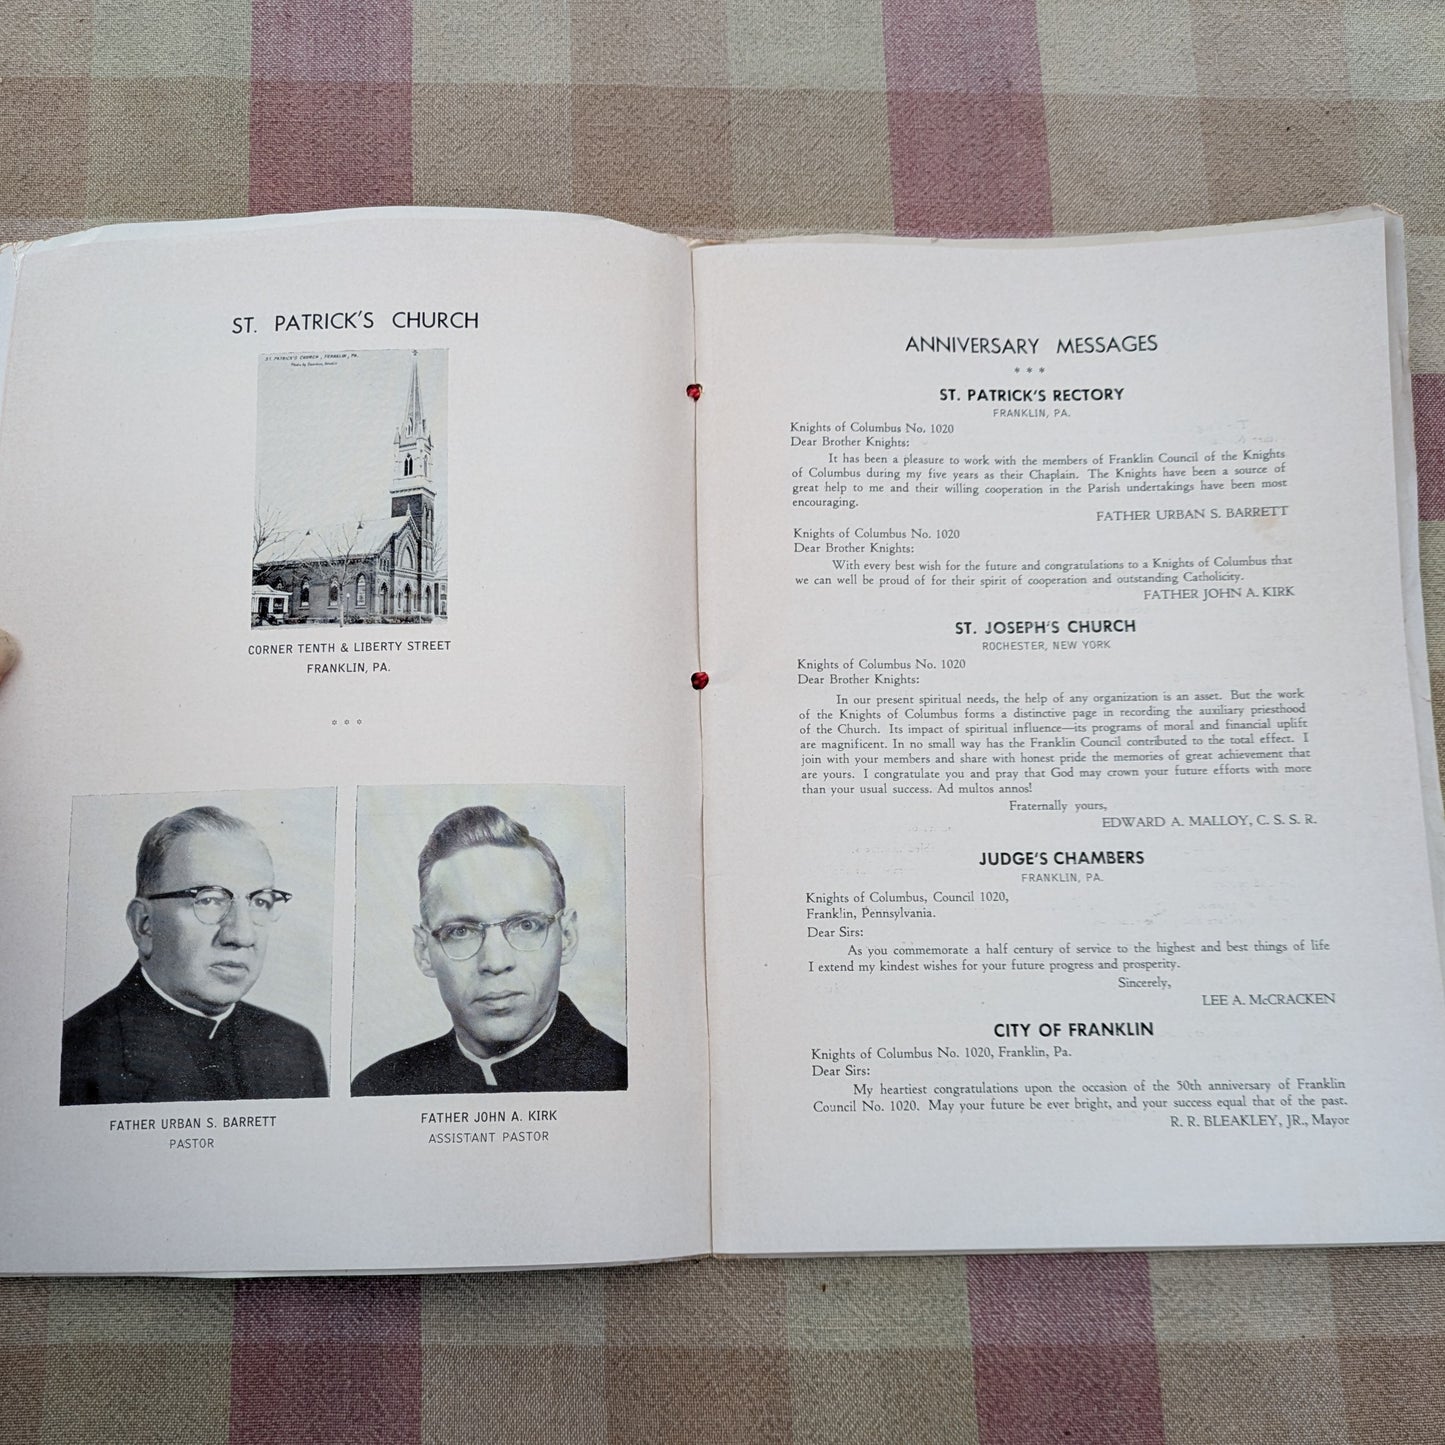 ST. PATRICK'S CHURCH
ST. PATRICK'S CHURCH, FRANKLIN, PA.
CORNER TENTH & LIBERTY STREET
FRANKLIN, PA.
* * *
FATHER URBAN S. BARRETT
PASTOR
FATHER JOHN A. KIRK
ASSISTANT PASTOR
ANNIVERSARY MESSAGES
* * *
ST. PATRICK'S RECTORY
FRANKLIN, PA.
Knights of Columbus No. 1020
Dear Brother Knights:
It has been a pleasure to work with the members of Franklin Council of the Knights
of Columbus during my five years as their Chaplain. The Knights have been a source of
great help to me and their willing cooperation in the Parish undertakings have been most
encouraging.
FATHER URBAN S. BARRETT
Knights of Columbus No. 1020
Dear Brother Knights:
With every best wish for the future and congratulations to a Knights of Columbus that
we can well be proud of for their spirit of cooperation and outstanding Catholicity.
FATHER JOHN A. KIRK
ST. JOSEPH'S CHURCH
ROCHESTER, NEW YORK
Knights of Columbus No. 1020
Dear Brother Knights:
In our present spiritual needs, the help of any organization is an asset. But the work
of the Knights of Columbus forms a distinctive page in recording the auxiliary priesthood
of the Church. Its impact of spiritual influence—its programs of moral and financial uplift
are magnificent. In no small way has the Franklin Council contributed to the total effect. I
join with your members and share with honest pride the memories of great achievement that
are yours. I congratulate you and pray that God may crown your future efforts with more
than your usual success. Ad multos annos!
Fraternally yours,
EDWARD A. MALLOY, C. S. S. R.
JUDGE'S CHAMBERS
FRANKLIN, PA.
Knights of Columbus, Council 1020,
Franklin, Pennsylvania.
Dear Sirs:
As you commemorate a half century of service to the highest and best things of life
I extend my kindest wishes for your future progress and prosperity.
Sincerely,
LEE A. McCRACKEN
CITY OF FRANKLIN
Knights of Columbus No. 1020, Franklin, Pa.
Dear Sirs:
My heartiest congratulations upon the occasion of the 50th anniversary of Franklin
Council No. 1020. May your future be ever bright, and your success equal that of the past.
R. R. BLEAKLEY, JR., Mayor